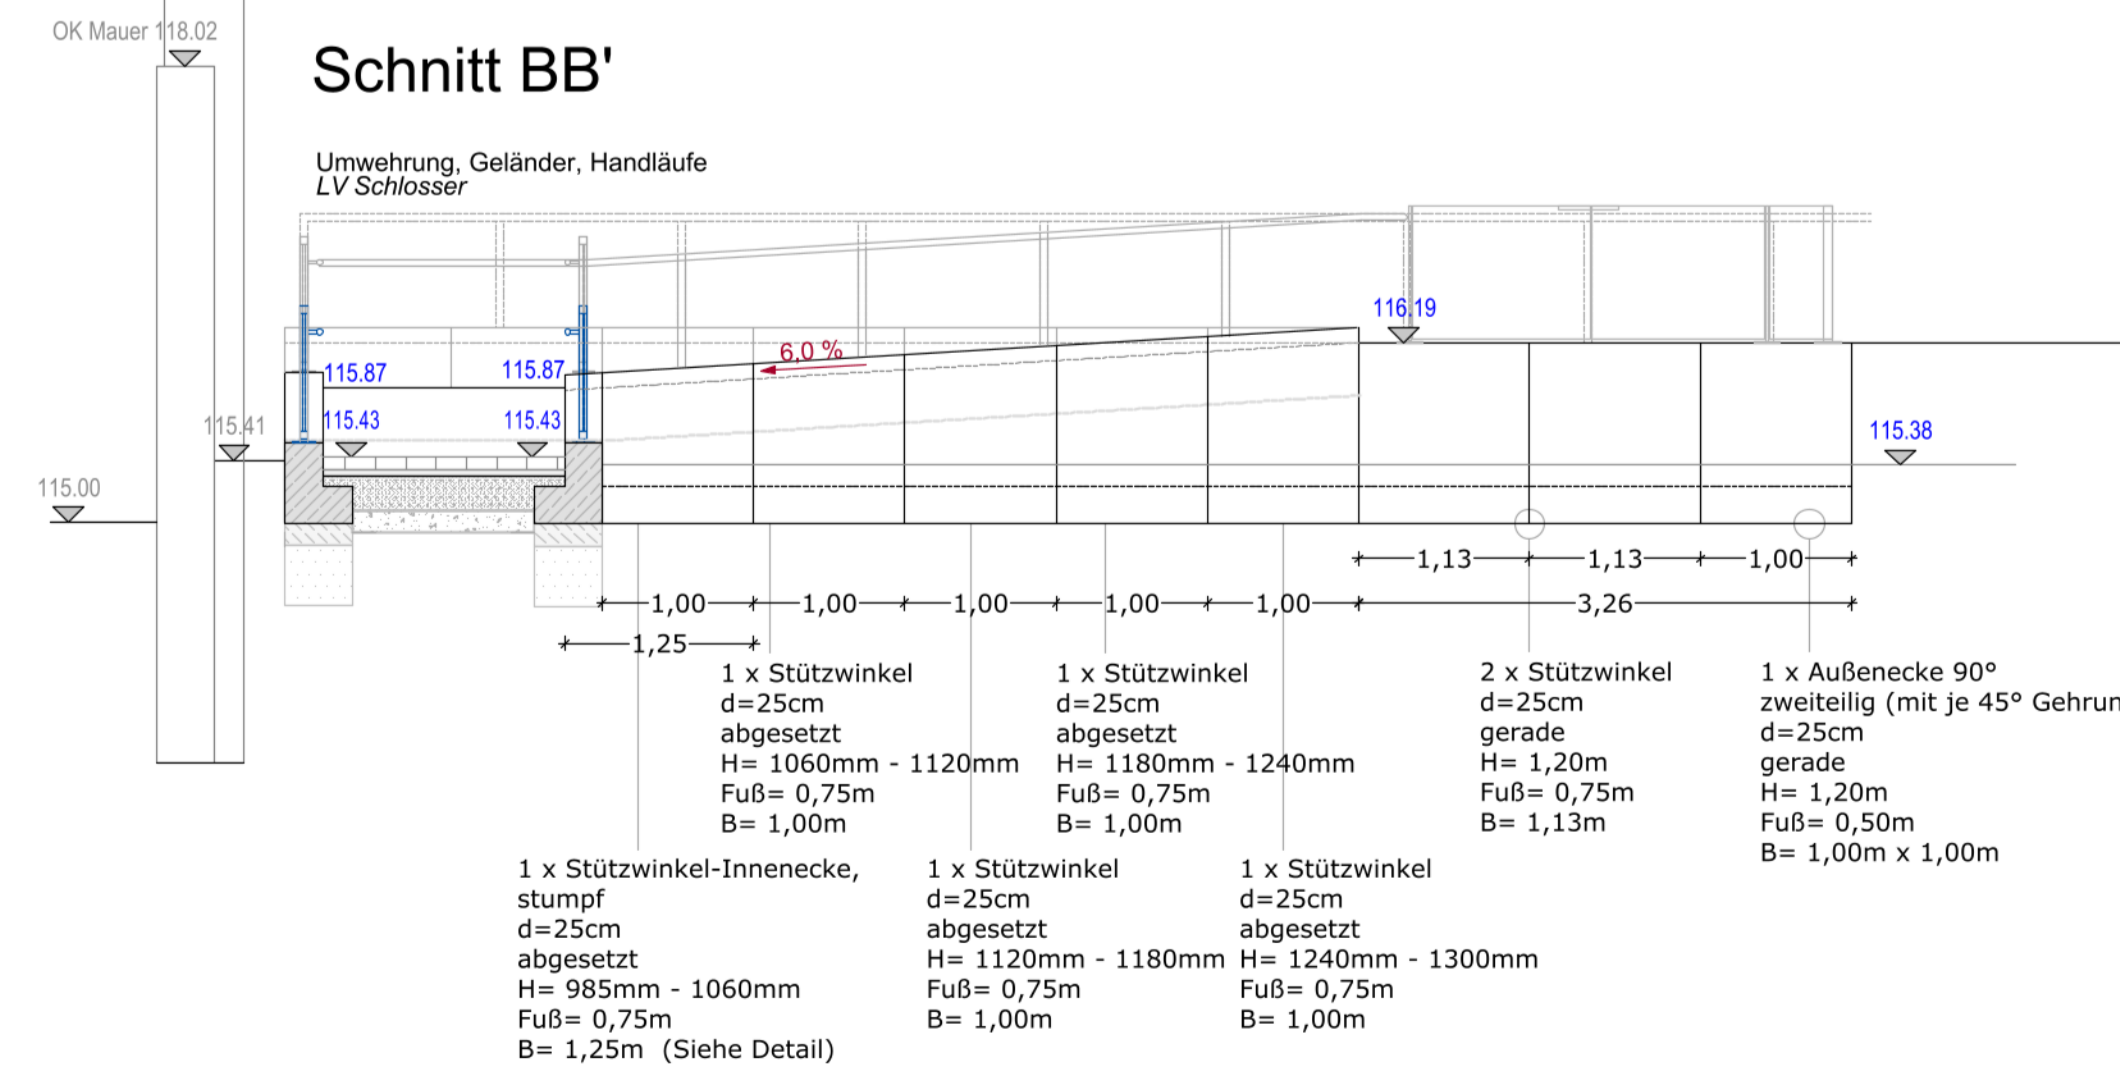 OK Mauer 118.02
Schnitt BB'
Umwehrung, Geländer, Handläufe
LV Schlosser
116.19
6,0 %
115.87
115.87
115.43
115.43
115.41
115.38
115.00
1,13
1,13
1,00
1,00
1,00
1,00
1,00
1,00
3,26
1,25
1 x Stützwinkel
d=25cm
abgesetzt
H= 1060mm - 1120mm
Fuß= 0,75m
B= 1,00m
1 x Stützwinkel
d=25cm
abgesetzt
H= 1180mm - 1240mm
Fuß= 0,75m
B= 1,00m
2 x Stützwinkel
d=25cm
gerade
H= 1,20m
Fuß= 0,75m
B= 1,13m
1 x Außenecke 90°
zweiteilig (mit je 45° Gehrun
d=25cm
gerade
H= 1,20m
Fuß= 0,50m
B= 1,00m x 1,00m
1 x Stützwinkel-Innenecke,
stumpf
d=25cm
abgesetzt
H= 985mm - 1060mm
Fuß= 0,75m
B= 1,25m (Siehe Detail)
1 x Stützwinkel
d=25cm
abgesetzt
H= 1120mm - 1180mm
Fuß= 0,75m
B= 1,00m
1 x Stützwinkel
d=25cm
abgesetzt
H= 1240mm - 1300mm
Fuß= 0,75m
B= 1,00m